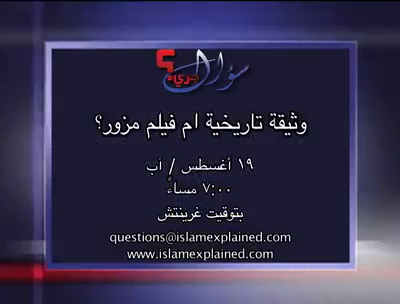 سؤال جريء؟
وثيقة تاريخية ام فيلم مزور؟
١٩ أغسطس / آب
٧:٠٠ مساءً
بتوقيت غرينتش
questions@islamexplained.com
www.islamexplained.com